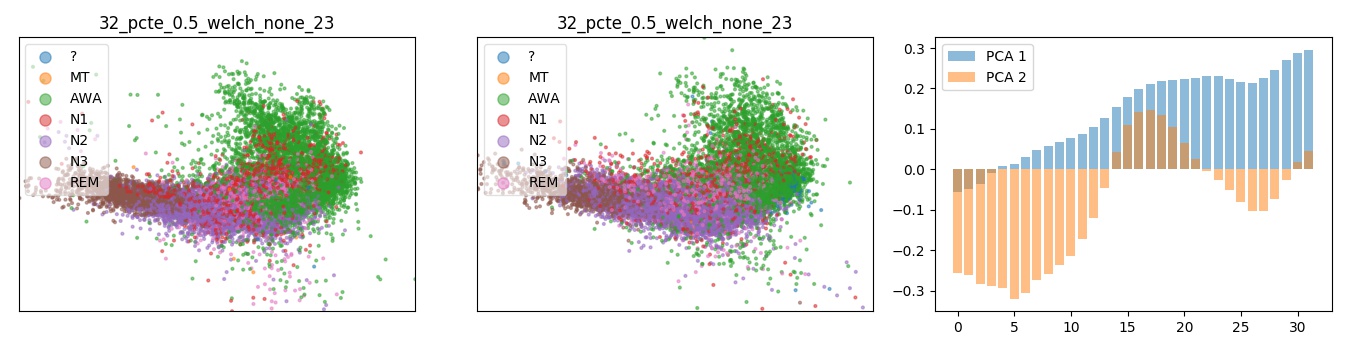 32_pcte_0.5_welch_none_23
?
MT
AWA
N1
N2
N3
REM
32_pcte_0.5_welch_none_23
?
MT
AWA
N1
N2
N3
REM
PCA 1
PCA 2
0.3
0.2
0.1
0.0
−0.1
−0.2
−0.3
0 5 10 15 20 25 30